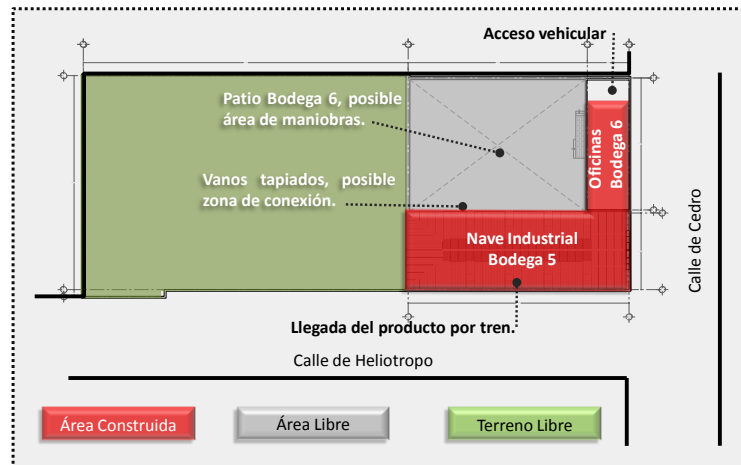 Acceso vehicular
Patio Bodega 6, posible
área de maniobras.
Vanos tapiados, posible
zona de conexión.
Oficinas
Bodega 6
Nave Industrial
Bodega 5
Calle de Cedro
Llegada del producto por tren.
Calle de Heliotropo
Área Construida
Área Libre
Terreno Libre